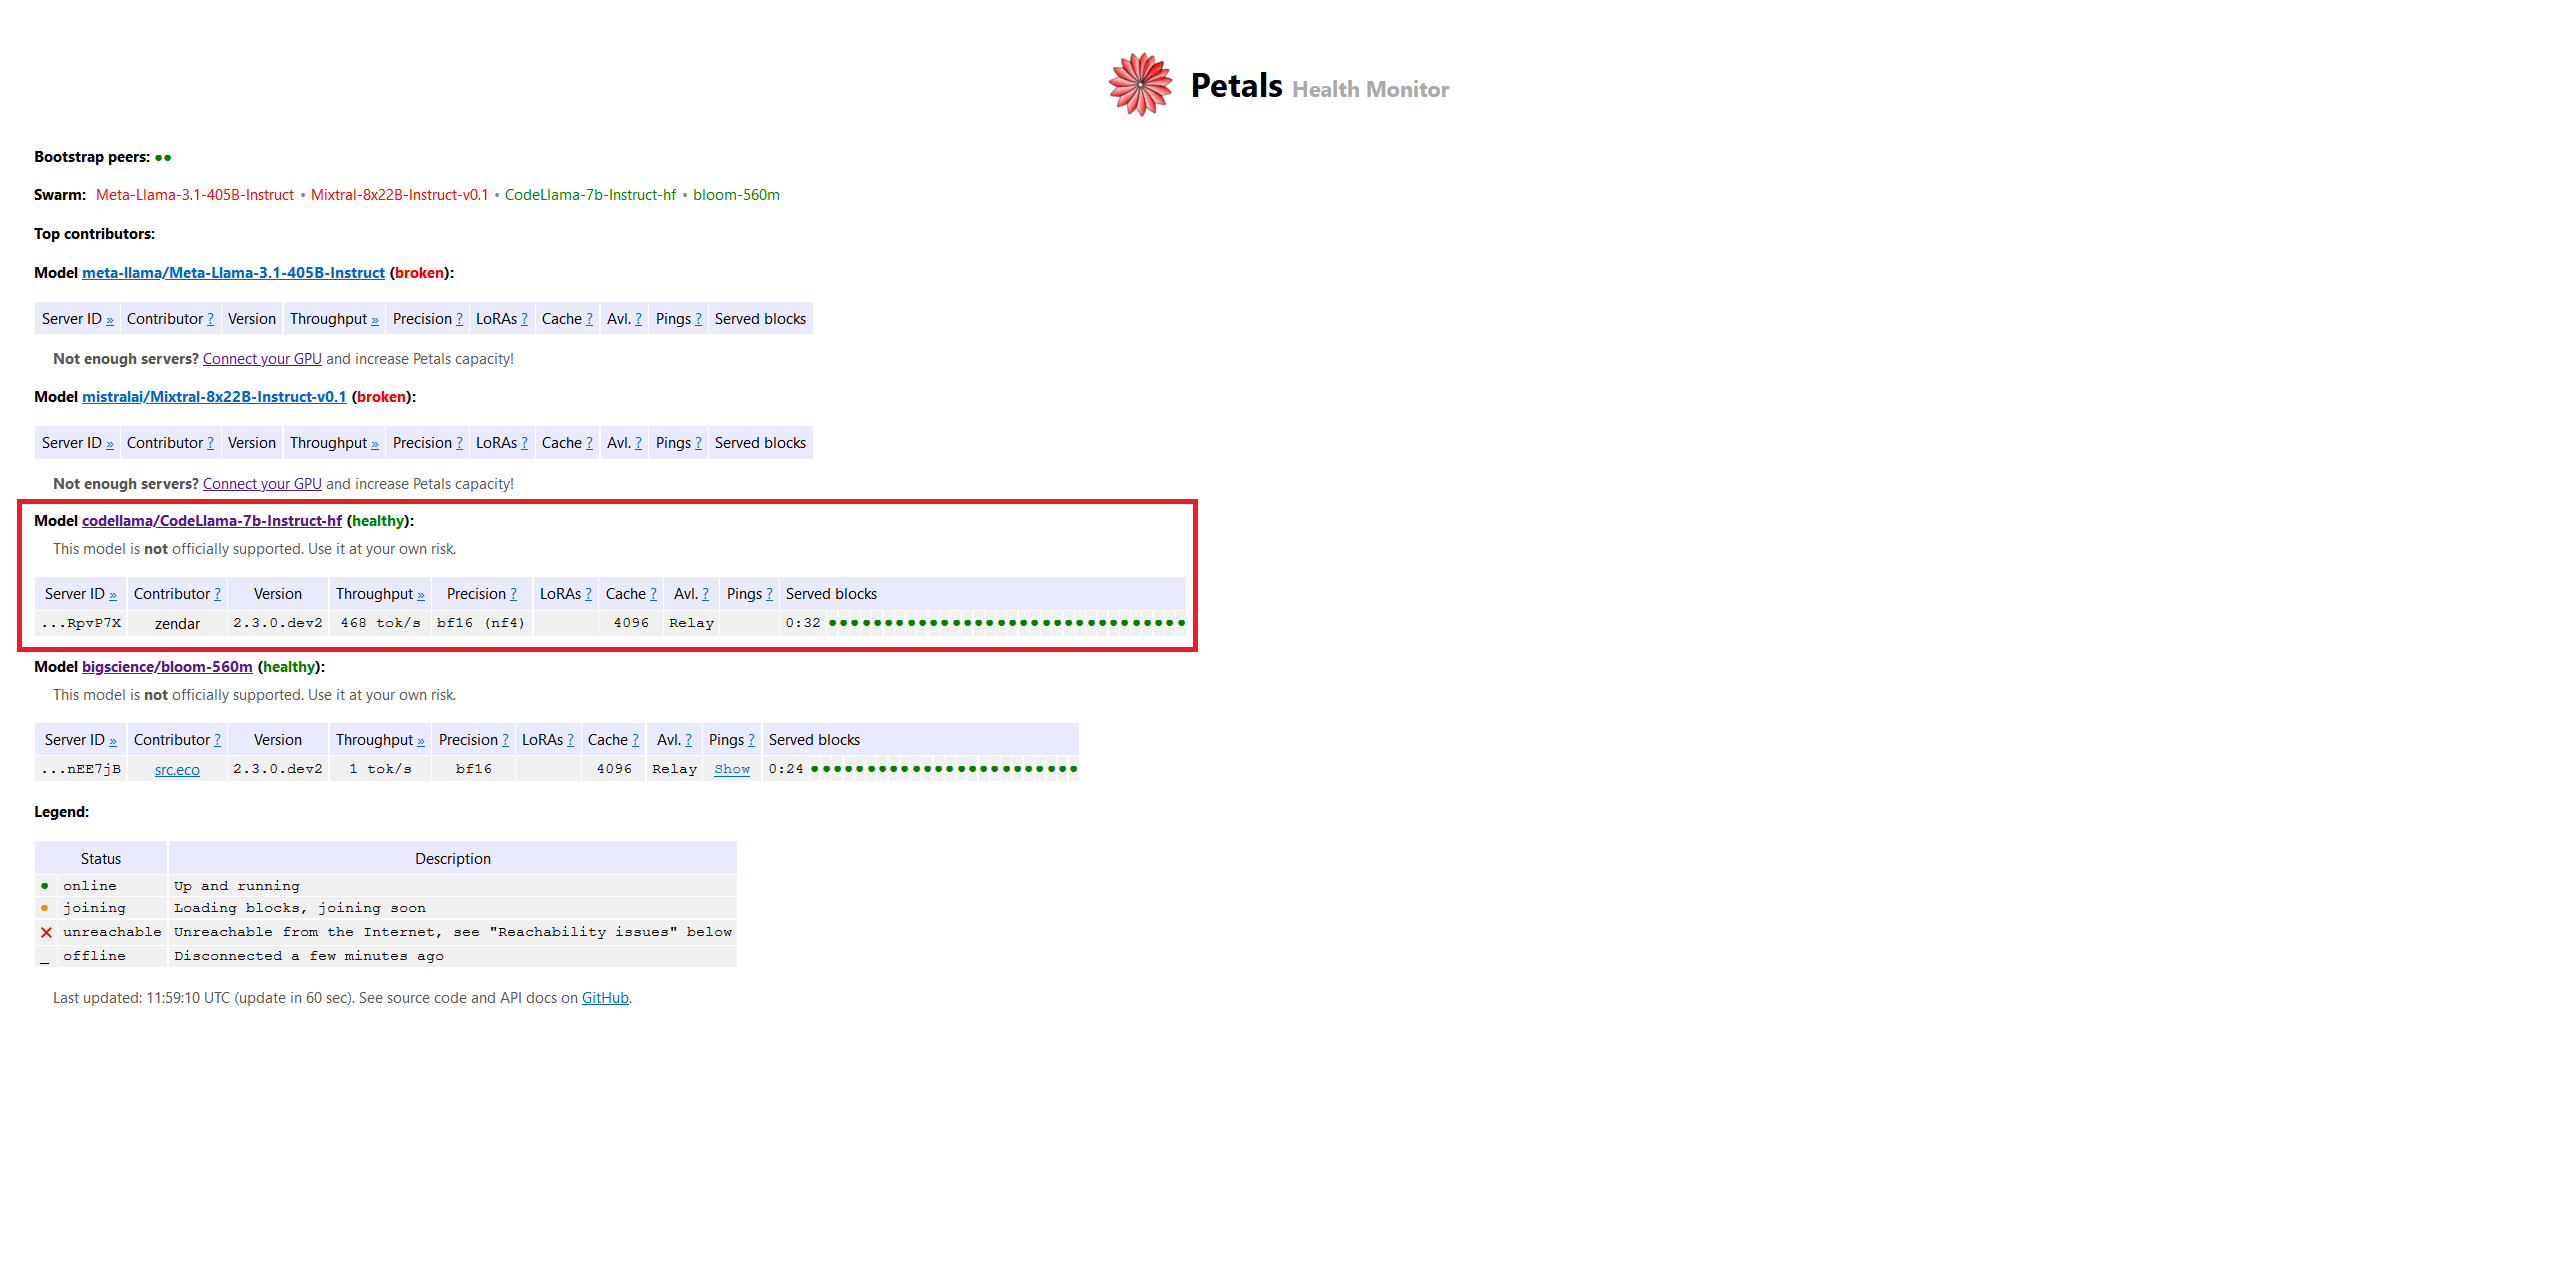 Petals Health Monitor
Bootstrap peers: ●●
Swarm: Meta-Llama-3.1-405B-Instruct • Mixtral-8x22B-Instruct-v0.1 • CodeLlama-7b-Instruct-hf • bloom-560m
Top contributors:
Model meta-llama/Meta-Llama-3.1-405B-Instruct (broken):
Server ID » Contributor ? Version Throughput » Precision ? LoRAs ? Cache ? Avl. ? Pings ? Served blocks
Not enough servers? Connect your GPU and increase Petals capacity!
Model mistralai/Mixtral-8x22B-Instruct-v0.1 (broken):
Server ID » Contributor ? Version Throughput » Precision ? LoRAs ? Cache ? Avl. ? Pings ? Served blocks
Not enough servers? Connect your GPU and increase Petals capacity!
Model codellama/CodeLlama-7b-Instruct-hf (healthy):
This model is not officially supported. Use it at your own risk.
Server ID » Contributor ? Version Throughput » Precision ? LoRAs ? Cache ? Avl. ? Pings ? Served blocks
...RpvP7X zendar 2.3.0.dev2 468 tok/s bf16 (nf4) 4096 Relay 0:32 ●●●●●●●●●●●●●●●●●●●●●●●●●●●●●●●●
Model bigscience/bloom-560m (healthy):
This model is not officially supported. Use it at your own risk.
Server ID » Contributor ? Version Throughput » Precision ? LoRAs ? Cache ? Avl. ? Pings ? Served blocks
...nEE7jB src.eco 2.3.0.dev2 1 tok/s bf16 4096 Relay Show 0:24 ●●●●●●●●●●●●●●●●●●●●●●●●
Legend:
Status Description
● online Up and running
● joining Loading blocks, joining soon
✕ unreachable Unreachable from the Internet, see "Reachability issues" below
_ offline Disconnected a few minutes ago
Last updated: 11:59:10 UTC (update in 60 sec). See source code and API docs on GitHub.